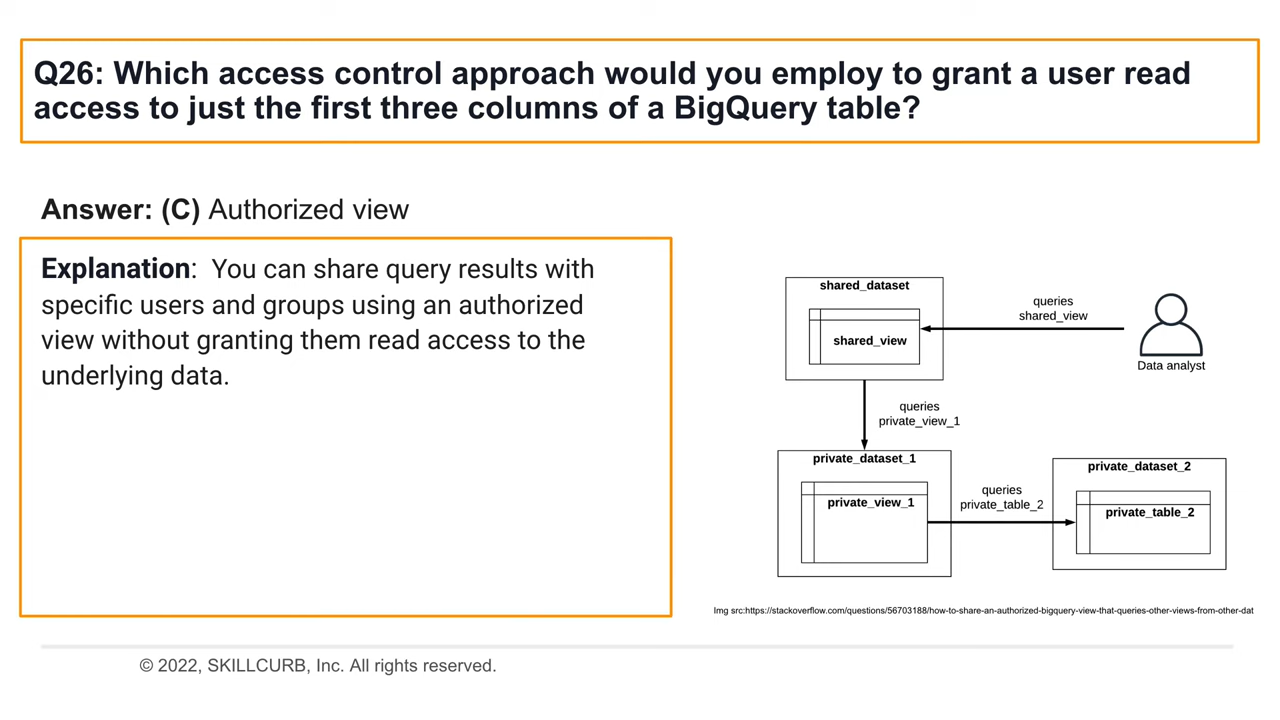 Q26: Which access control approach would you employ to grant a user read
access to just the first three columns of a BigQuery table?
Answer: (C) Authorized view
Explanation: You can share query results with
specific users and groups using an authorized
view without granting them read access to the
underlying data.
shared_dataset
shared_view
queries
shared_view
Data analyst
queries
private_view_1
private_dataset_1
private_view_1
queries
private_table_2
private_dataset_2
private_table_2
Img src:https://stackoverflow.com/questions/56703188/how-to-share-an-authorized-bigquery-view-that-queries-other-views-from-other-dat
© 2022, SKILLCURB, Inc. All rights reserved.